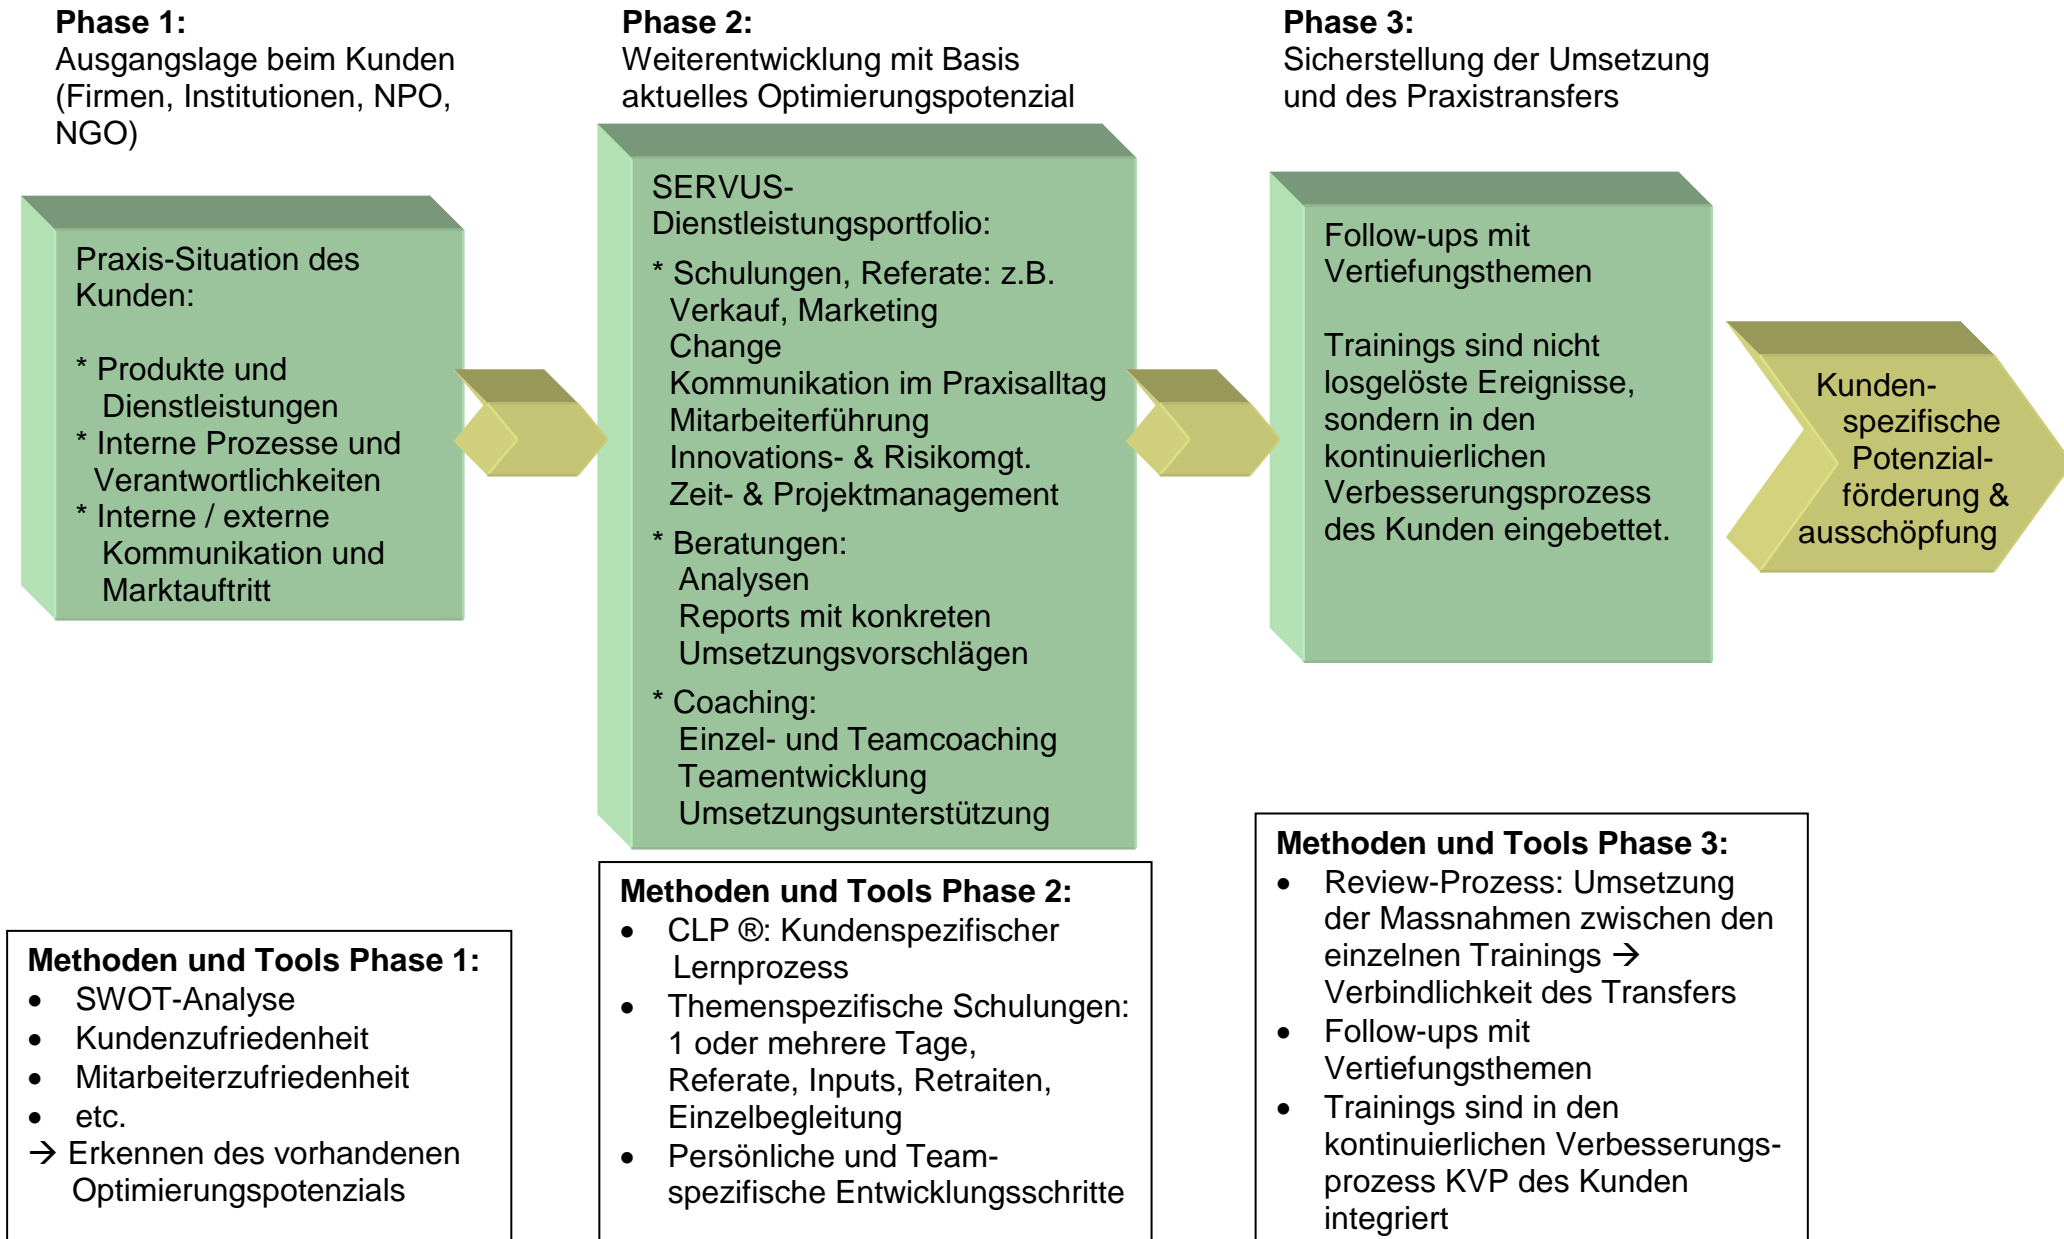 Phase 1:
Ausgangslage beim Kunden
(Firmen, Institutionen, NPO,
NGO)
Praxis-Situation des
Kunden:
* Produkte und
Dienstleistungen
* Interne Prozesse und
Verantwortlichkeiten
* Interne / externe
Kommunikation und
Marktauftritt
Methoden und Tools Phase 1:
• SWOT-Analyse
• Kundenzufriedenheit
• Mitarbeiterzufriedenheit
• etc.
→ Erkennen des vorhandenen
Optimierungspotenzials
Phase 2:
Weiterentwicklung mit Basis
aktuelles Optimierungspotenzial
SERVUS-
Dienstleistungsportfolio:
* Schulungen, Referate: z.B.
Verkauf, Marketing
Change
Kommunikation im Praxisalltag
Mitarbeiterführung
Innovations- & Risikomgt.
Zeit- & Projektmanagement
* Beratungen:
Analysen
Reports mit konkreten
Umsetzungsvorschlägen
* Coaching:
Einzel- und Teamcoaching
Teamentwicklung
Umsetzungsunterstützung
Methoden und Tools Phase 2:
• CLP ®: Kundenspezifischer
Lernprozess
• Themenspezifische Schulungen:
1 oder mehrere Tage,
Referate, Inputs, Retraiten,
Einzelbegleitung
• Persönliche und Team-
spezifische Entwicklungsschritte
Phase 3:
Sicherstellung der Umsetzung
und des Praxistransfers
Follow-ups mit
Vertiefungsthemen
Trainings sind nicht
losgelöste Ereignisse,
sondern in den
kontinuierlichen
Verbesserungsprozess
des Kunden eingebettet.
Methoden und Tools Phase 3:
• Review-Prozess: Umsetzung
der Massnahmen zwischen den
einzelnen Trainings →
Verbindlichkeit des Transfers
• Follow-ups mit
Vertiefungsthemen
• Trainings sind in den
kontinuierlichen Verbesserungs-
prozess KVP des Kunden
integriert
Kunden-
spezifische
Potenzial-
förderung &
ausschöpfung